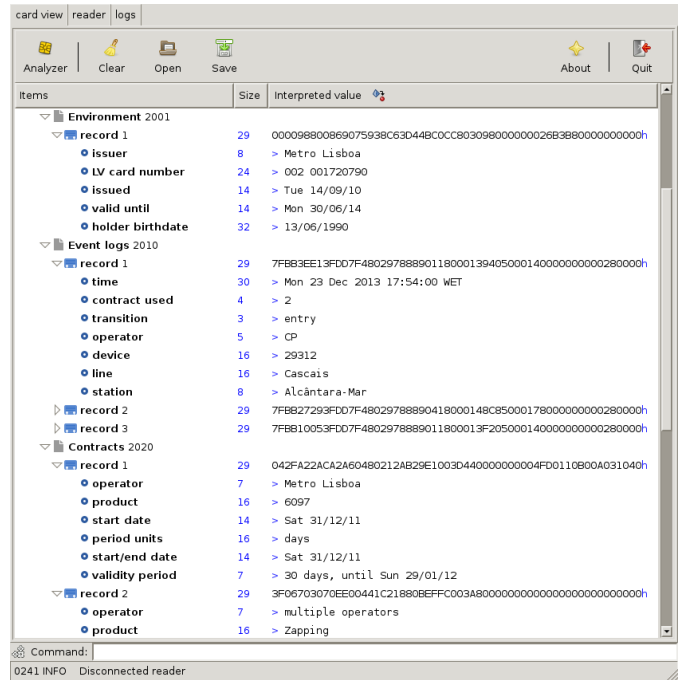 card view reader logs
Analyzer Clear Open Save About Quit
Items Size Interpreted value
Environment 2001
record 1 29 000098800869075938C63D44BC0CC803098000000026B3B80000000000h
issuer 8 > Metro Lisboa
LV card number 24 > 002 001720790
issued 14 > Tue 14/09/10
valid until 14 > Mon 30/06/14
holder birthdate 32 > 13/06/1990
Event logs 2010
record 1 29 7FBB3EE13FDD7F4802978889011800013940500014000000000280000h
time 30 > Mon 23 Dec 2013 17:54:00 WET
contract used 4 > 2
transition 3 > entry
operator 5 > CP
device 16 > 29312
line 16 > Cascais
station 8 > Alcântara-Mar
record 2 29 7FBB27293FDD7F48029788890418000148C850001780000000000280000h
record 3 29 7FBB10053FDD7F4802978889011800013F20500014000000000280000h
Contracts 2020
record 1 29 042FA22ACA2A60480212AB29E1003D440000000004FD0110B00A031040h
operator 7 > Metro Lisboa
product 16 > 6097
start date 14 > Sat 31/12/11
period units 16 > days
start/end date 14 > Sat 31/12/11
validity period 7 > 30 days, until Sun 29/01/12
record 2 29 3F06703070EE00441C21880BEFFC003A80000000000000000000000000h
operator 7 > multiple operators
product 16 > Zapping
Command:
0241 INFO Disconnected reader